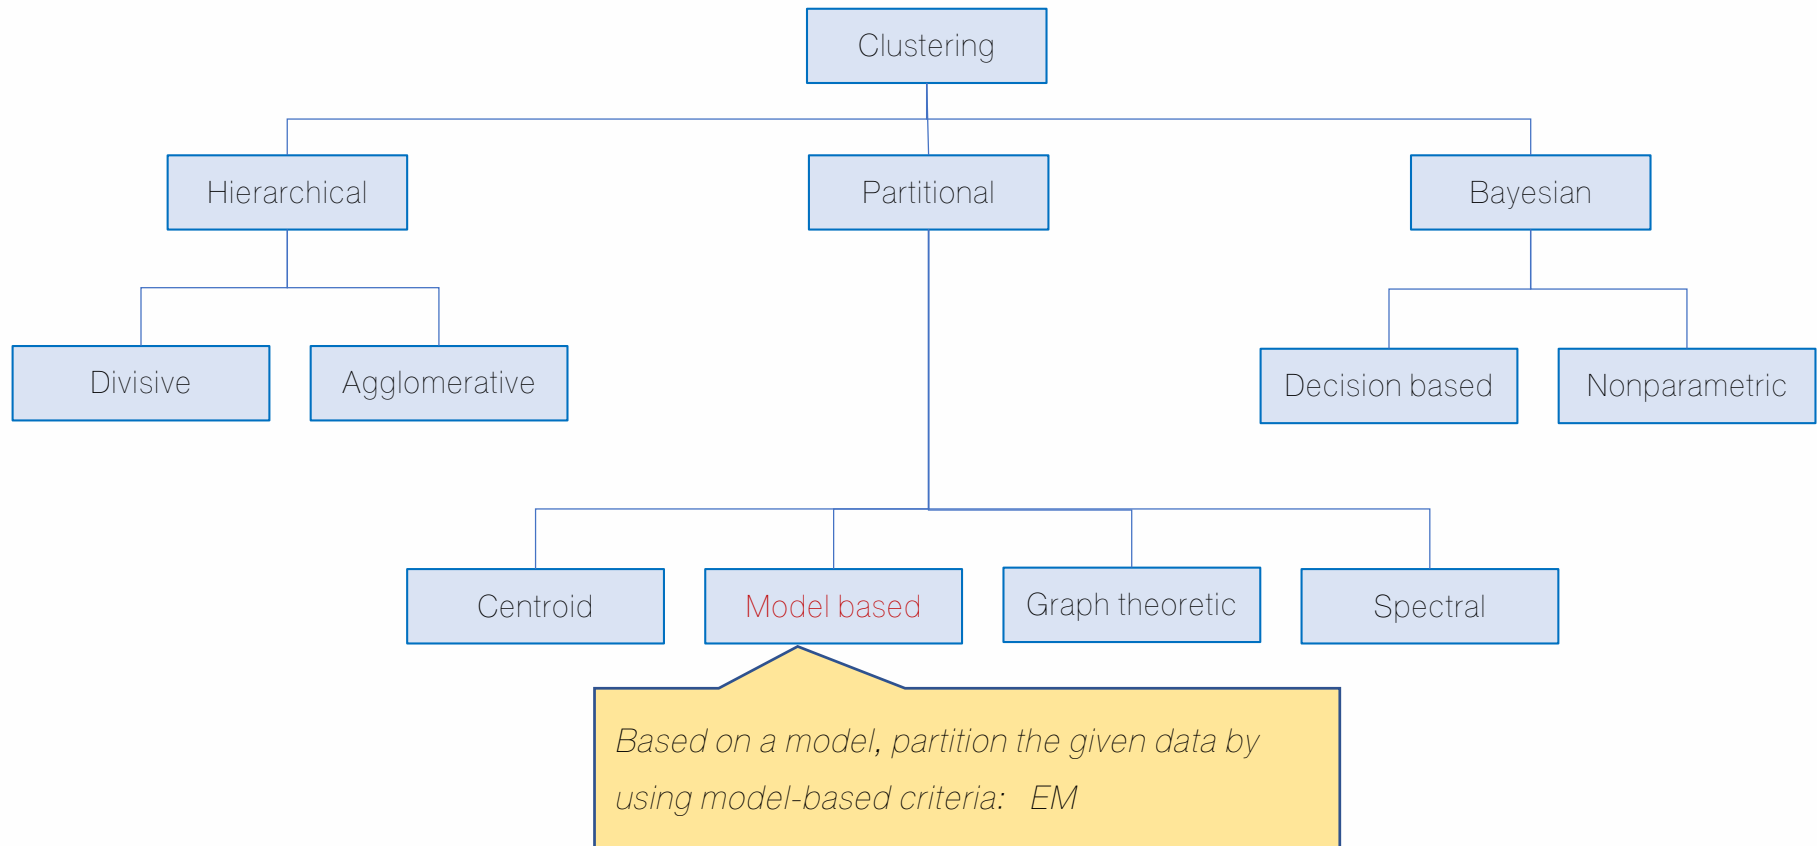 Clustering
Hierarchical
Partitional
Bayesian
Divisive
Agglomerative
Decision based
Nonparametric
Centroid
Model based
Graph theoretic
Spectral
Based on a model, partition the given data by
using model-based criteria: EM